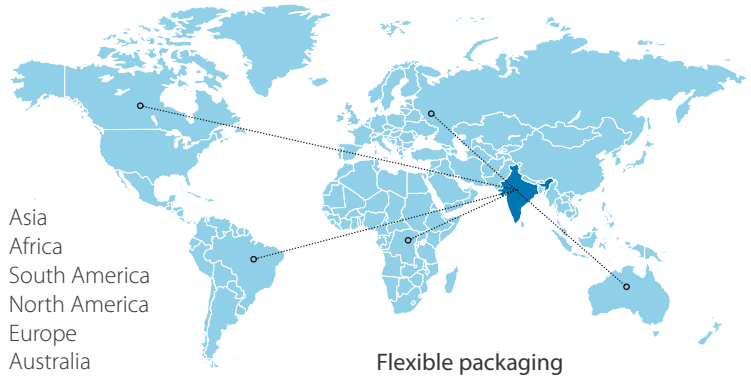 Asia
Africa
South America
North America
Europe
Australia
Flexible packaging